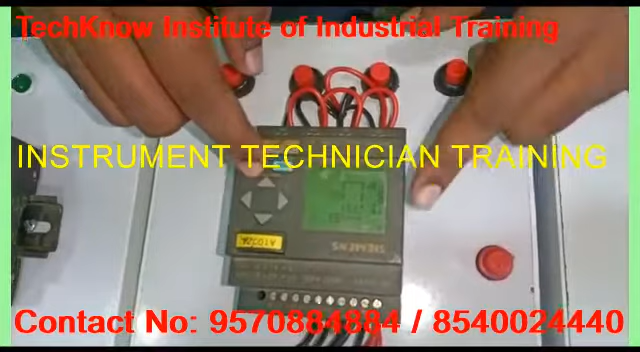 TechKnow Institute of Industrial Training
INSTRUMENT TECHNICIAN TRAINING
SIEMENS
Contact No: 9570884884 / 8540024440